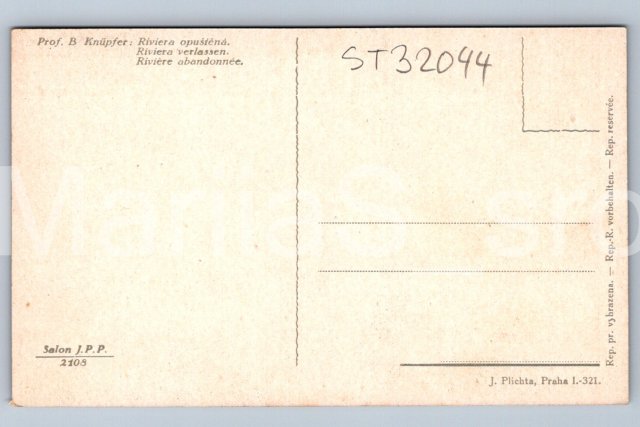 Prof. B Knüpfer: Riviera opuštěná.
Riviera verlassen.
Rivière abandonnée.
ST32044
Rep. pr. vyhrazena. — Rep.-R. vorbehalten. — Rep. reservée.
Salon J.P.P.
2108
J. Plichta, Praha I.-321.